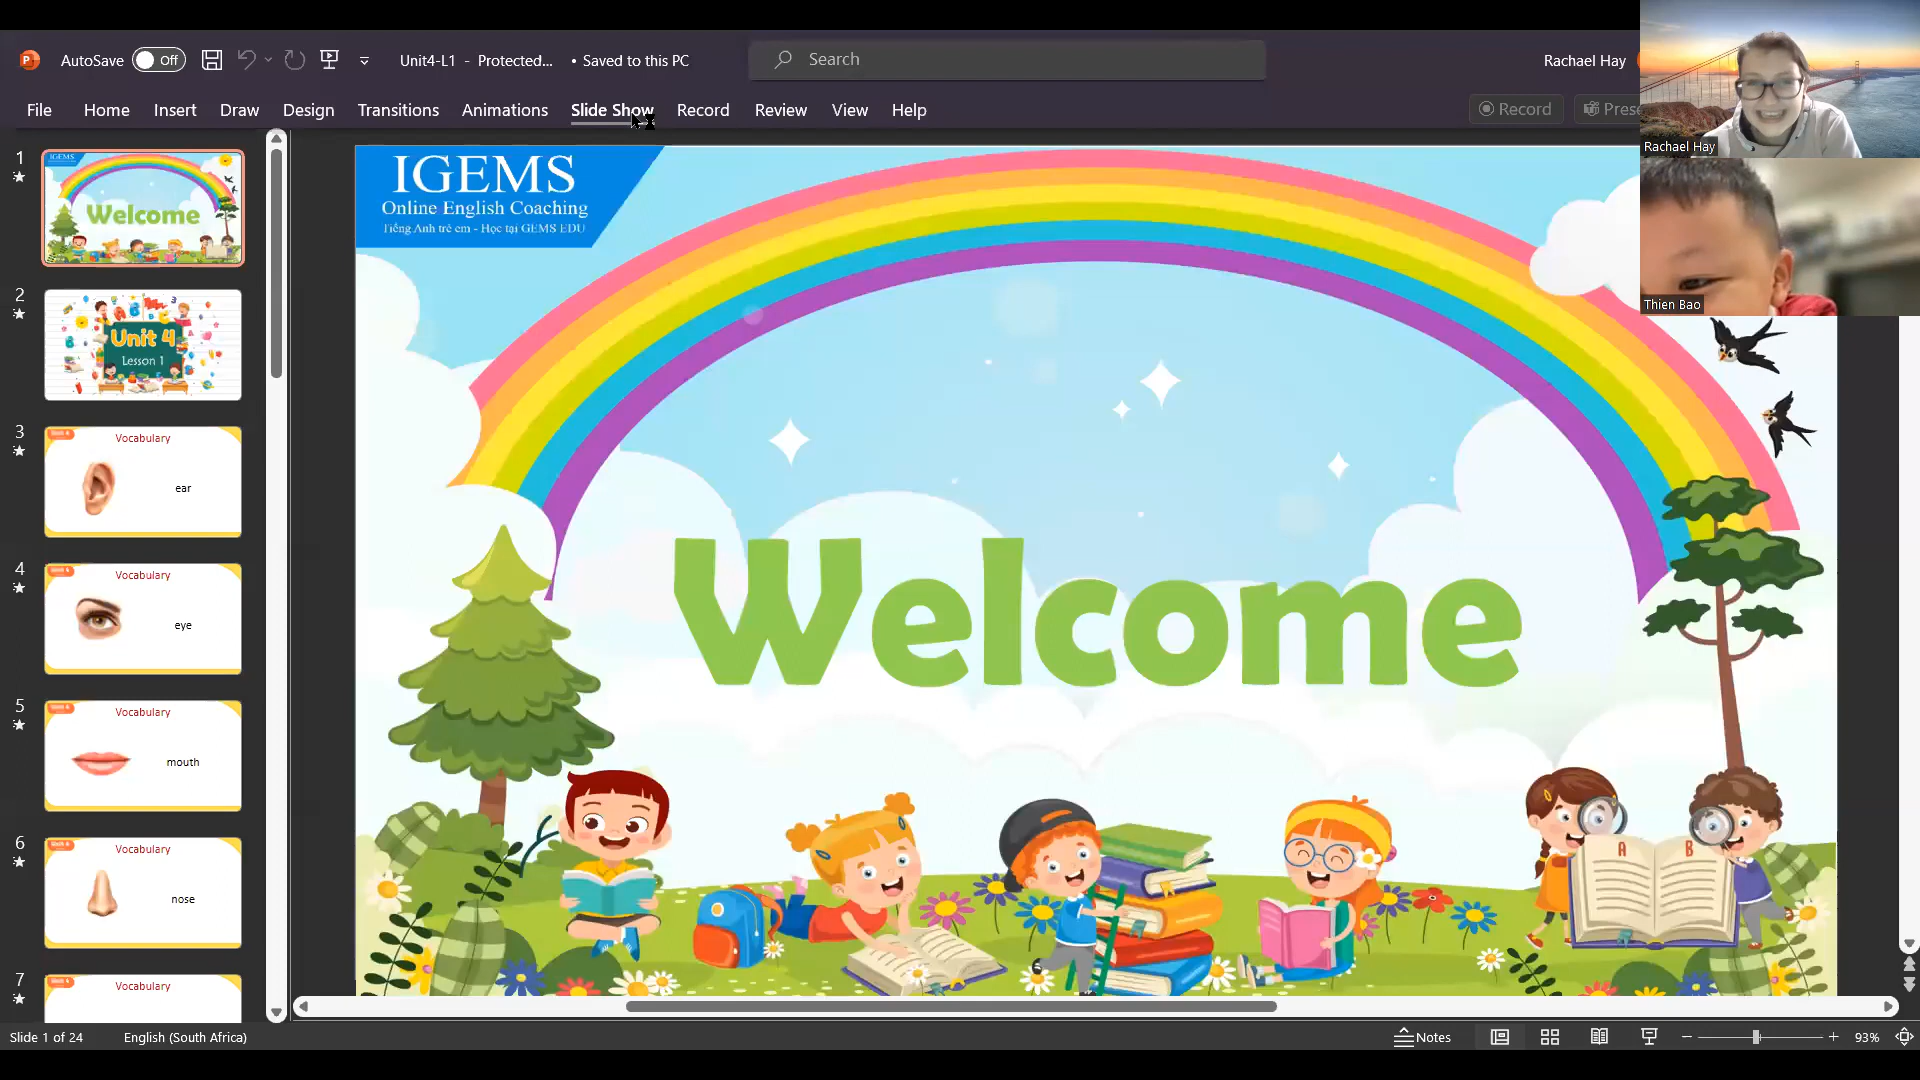 AutoSave Off Unit4-L1 - Protected... • Saved to this PC Search Rachael Hay
File Home Insert Draw Design Transitions Animations Slide Show Record Review View Help Record Prese
Rachael Hay
Thien Bao
1
Welcome
2
Unit 4
Lesson 1
3
Vocabulary
ear
4
Vocabulary
eye
5
Vocabulary
mouth
6
Vocabulary
nose
7
Vocabulary
IGEMS
Online English Coaching
Tiếng Anh trẻ em - Học tại GEMS EDU
Welcome
A B
Slide 1 of 24 English (South Africa) Notes 93%